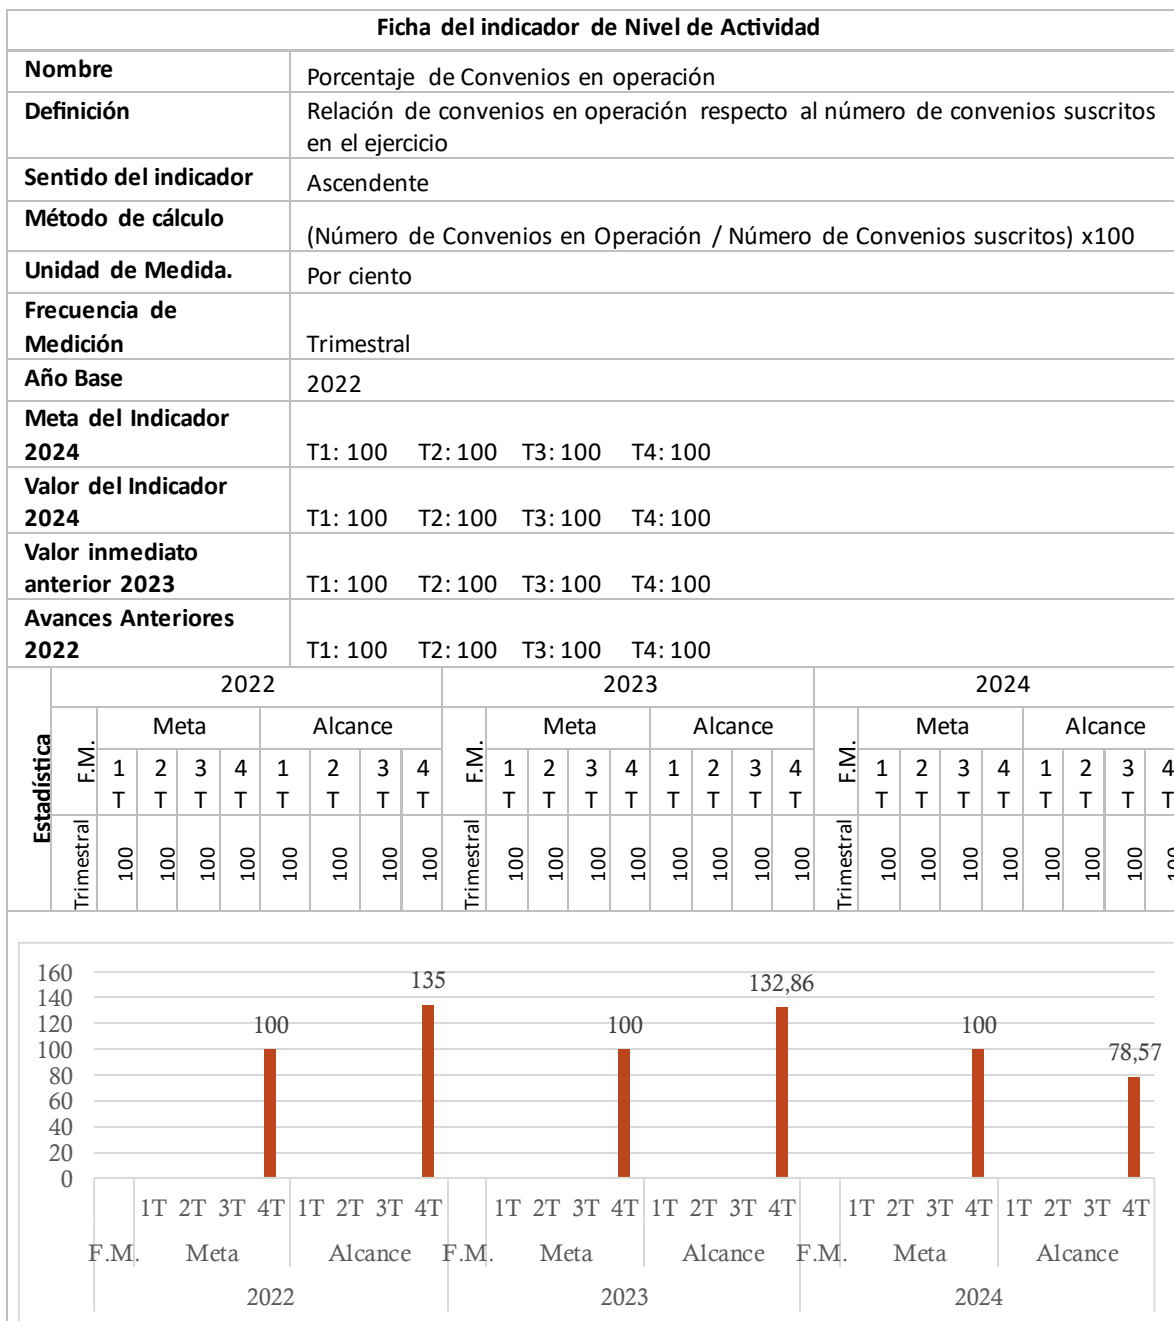 Ficha del indicador de Nivel de Actividad
Nombre
Porcentaje de Convenios en operación
Definición
Relación de convenios en operación respecto al número de convenios suscritos
en el ejercicio
Sentido del indicador
Ascendente
Método de cálculo
(Número de Convenios en Operación / Número de Convenios suscritos) x100
Unidad de Medida.
Por ciento
Frecuencia de
Medición
Trimestral
Año Base
2022
Meta del Indicador
2024
T1: 100 T2: 100 T3: 100 T4: 100
Valor del Indicador
2024
T1: 100 T2: 100 T3: 100 T4: 100
Valor inmediato
anterior 2023
T1: 100 T2: 100 T3: 100 T4: 100
Avances Anteriores
2022
T1: 100 T2: 100 T3: 100 T4: 100
Estadística
2022 2023 2024
F.M. Meta Alcance F.M. Meta Alcance F.M. Meta Alcance
1 2 3 4 1 2 3 4 1 2 3 4 1 2 3 4 1 2 3 4 1 2 3 4
T T T T T T T T T T T T T T T T T T T T T T T T
Trimestral 100 100 100 100 100 100 100 100 Trimestral 100 100 100 100 100 100 100 100 Trimestral 100 100 100 100 100 100 100 100
160
140
120
100
80
60
40
20
0
100 135 100 132,86 100 78,57
1T 2T 3T 4T 1T 2T 3T 4T 1T 2T 3T 4T 1T 2T 3T 4T 1T 2T 3T 4T 1T 2T 3T 4T
F.M. Meta Alcance F.M. Meta Alcance F.M. Meta Alcance
2022 2023 2024